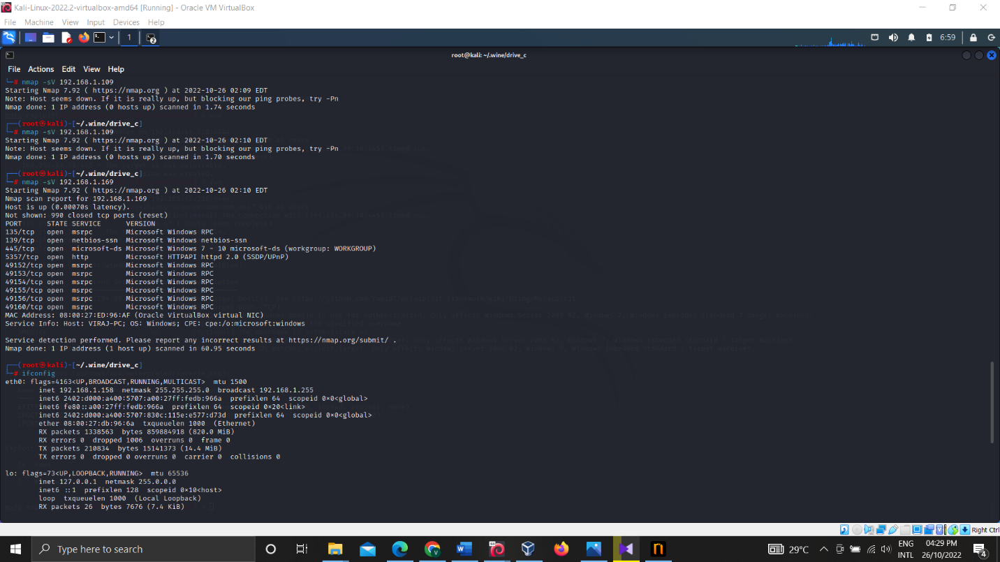 Kali-Linux-2022.2-virtualbox-amd64 [Running] - Oracle VM VirtualBox
File Machine View Input Devices Help
1 2 6:59
root@kali: ~/.wine/drive_c
File Actions Edit View Help
└─# nmap -sV 192.168.1.109
Starting Nmap 7.92 ( https://nmap.org ) at 2022-10-26 02:09 EDT
Note: Host seems down. If it is really up, but blocking our ping probes, try -Pn
Nmap done: 1 IP address (0 hosts up) scanned in 1.74 seconds
┌──(root㉿kali)-[~/.wine/drive_c]
└─# nmap -sV 192.168.1.109
Starting Nmap 7.92 ( https://nmap.org ) at 2022-10-26 02:10 EDT
Note: Host seems down. If it is really up, but blocking our ping probes, try -Pn
Nmap done: 1 IP address (0 hosts up) scanned in 1.70 seconds
┌──(root㉿kali)-[~/.wine/drive_c]
└─# nmap -sV 192.168.1.169
Starting Nmap 7.92 ( https://nmap.org ) at 2022-10-26 02:10 EDT
Nmap scan report for 192.168.1.169
Host is up (0.00070s latency).
Not shown: 990 closed tcp ports (reset)
PORT STATE SERVICE VERSION
135/tcp open msrpc Microsoft Windows RPC
139/tcp open netbios-ssn Microsoft Windows netbios-ssn
445/tcp open microsoft-ds Microsoft Windows 7 - 10 microsoft-ds (workgroup: WORKGROUP)
5357/tcp open http Microsoft HTTPAPI httpd 2.0 (SSDP/UPnP)
49152/tcp open msrpc Microsoft Windows RPC
49153/tcp open msrpc Microsoft Windows RPC
49154/tcp open msrpc Microsoft Windows RPC
49155/tcp open msrpc Microsoft Windows RPC
49156/tcp open msrpc Microsoft Windows RPC
49160/tcp open msrpc Microsoft Windows RPC
MAC Address: 08:00:27:ED:96:AF (Oracle VirtualBox virtual NIC)
Service Info: Host: VIRAJ-PC; OS: Windows; CPE: cpe:/o:microsoft:windows
Service detection performed. Please report any incorrect results at https://nmap.org/submit/ .
Nmap done: 1 IP address (1 host up) scanned in 60.95 seconds
┌──(root㉿kali)-[~/.wine/drive_c]
└─# ifconfig
eth0: flags=4163<UP,BROADCAST,RUNNING,MULTICAST> mtu 1500
inet 192.168.1.158 netmask 255.255.255.0 broadcast 192.168.1.255
inet6 2402:d000:a400:5707:a00:27ff:fedb:966a prefixlen 64 scopeid 0×0<global>
inet6 fe80::a00:27ff:fedb:966a prefixlen 64 scopeid 0×20<link>
inet6 2402:d000:a400:5707:830c:115e:e577:d73d prefixlen 64 scopeid 0×0<global>
ether 08:00:27:db:96:6a txqueuelen 1000 (Ethernet)
RX packets 1338563 bytes 859884918 (820.0 MiB)
RX errors 0 dropped 1006 overruns 0 frame 0
TX packets 210834 bytes 15141373 (14.4 MiB)
TX errors 0 dropped 0 overruns 0 carrier 0 collisions 0
lo: flags=73<UP,LOOPBACK,RUNNING> mtu 65536
inet 127.0.0.1 netmask 255.0.0.0
inet6 ::1 prefixlen 128 scopeid 0×10<host>
loop txqueuelen 1000 (Local Loopback)
RX packets 26 bytes 7676 (7.4 KiB)
Right Ctrl
Type here to search
29°C
ENG
INTL
04:29 PM
26/10/2022
4